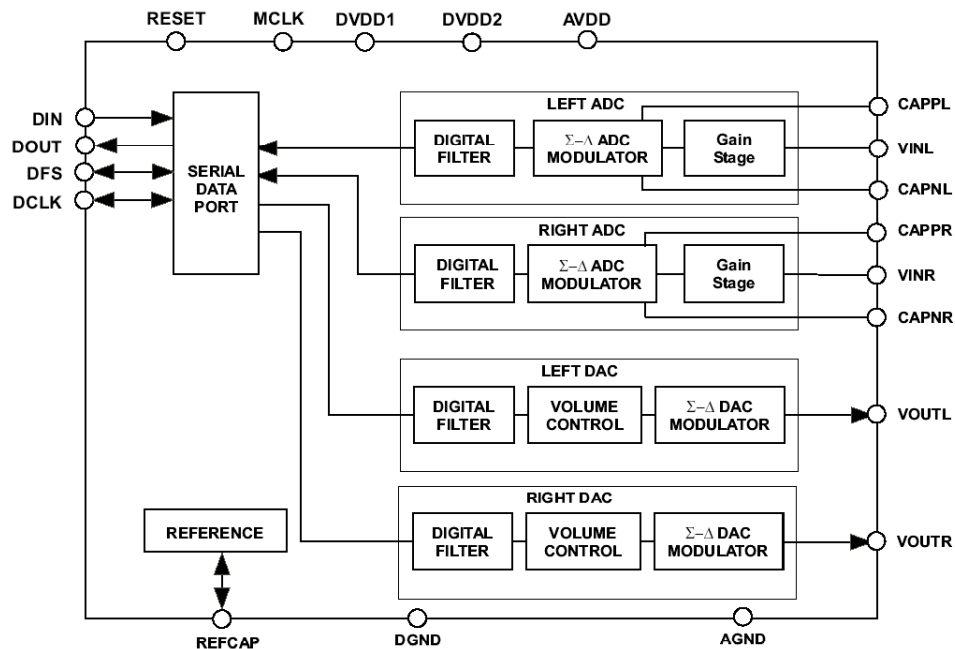 RESET
MCLK
DVDD1
DVDD2
AVDD
DIN
DOUT
DFS
DCLK
SERIAL
DATA
PORT
LEFT ADC
DIGITAL
FILTER
Σ–Δ ADC
MODULATOR
Gain
Stage
CAPPL
VINL
CAPNL
RIGHT ADC
DIGITAL
FILTER
Σ–Δ ADC
MODULATOR
Gain
Stage
CAPPR
VINR
CAPNR
LEFT DAC
DIGITAL
FILTER
VOLUME
CONTROL
Σ–Δ DAC
MODULATOR
VOUTL
RIGHT DAC
DIGITAL
FILTER
VOLUME
CONTROL
Σ–Δ DAC
MODULATOR
VOUTR
REFERENCE
REFCAP
DGND
AGND